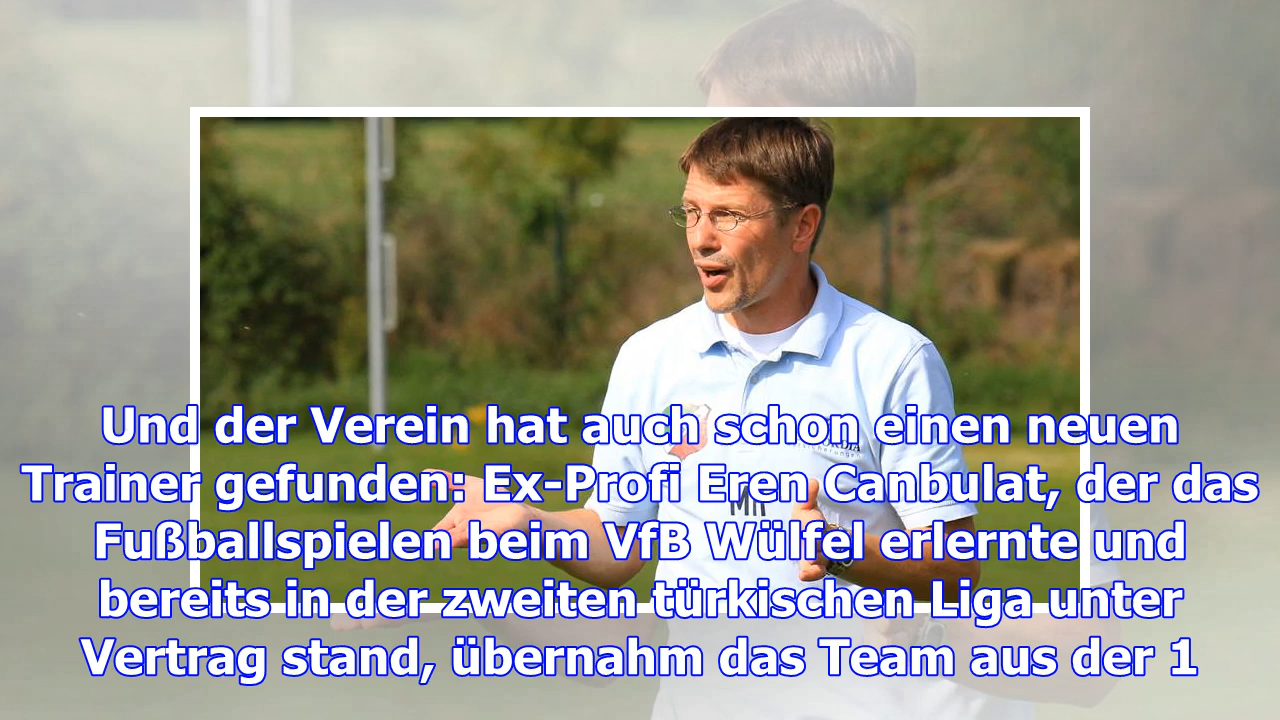 Und der Verein hat auch schon einen neuen
Trainer gefunden: Ex-Profi Eren Canbulat, der das
Fußballspielen beim VfB Wülfel erlernte und
bereits in der zweiten türkischen Liga unter
Vertrag stand, übernahm das Team aus der 1